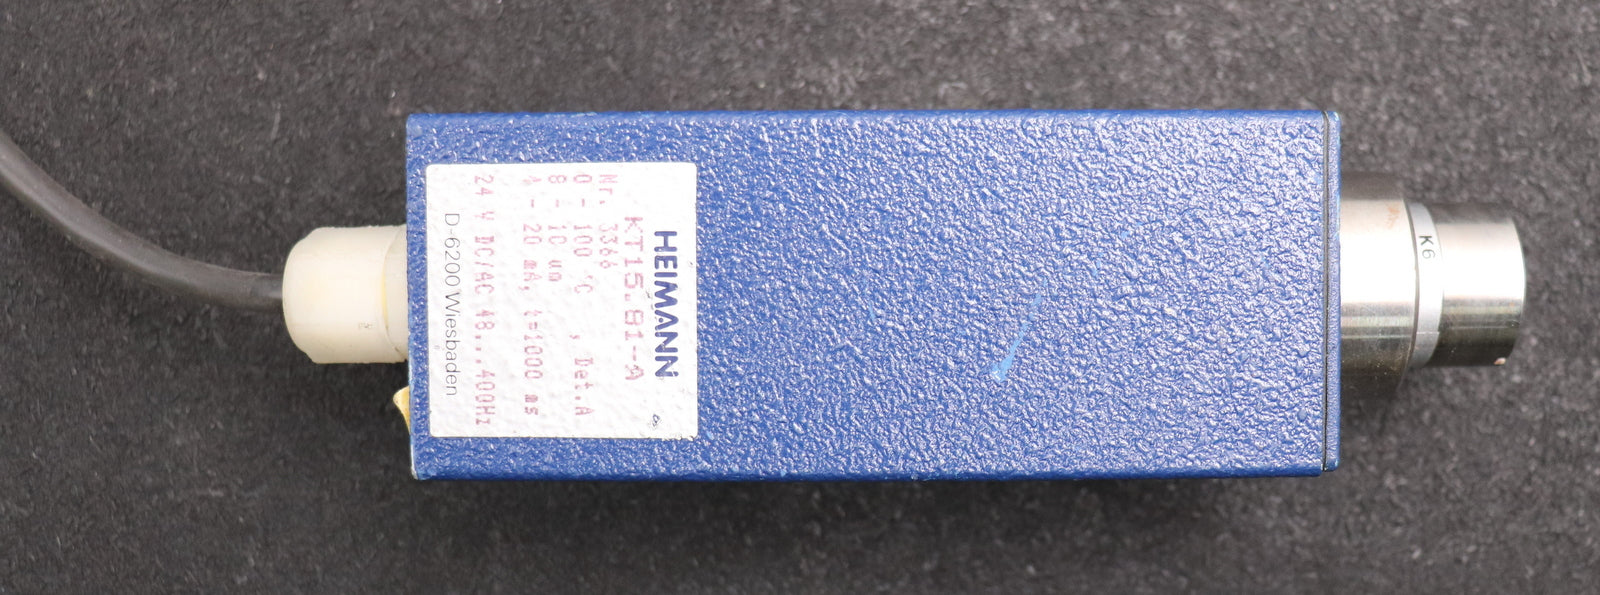 HEIMANN
KT15.81-A
Nr. 3366
0 - 100 °C , Det.A
8 - 10 um
4 - 20 mA, t=1000 ms
24 V DC/AC 48...400Hz
D-6200 Wiesbaden
K6